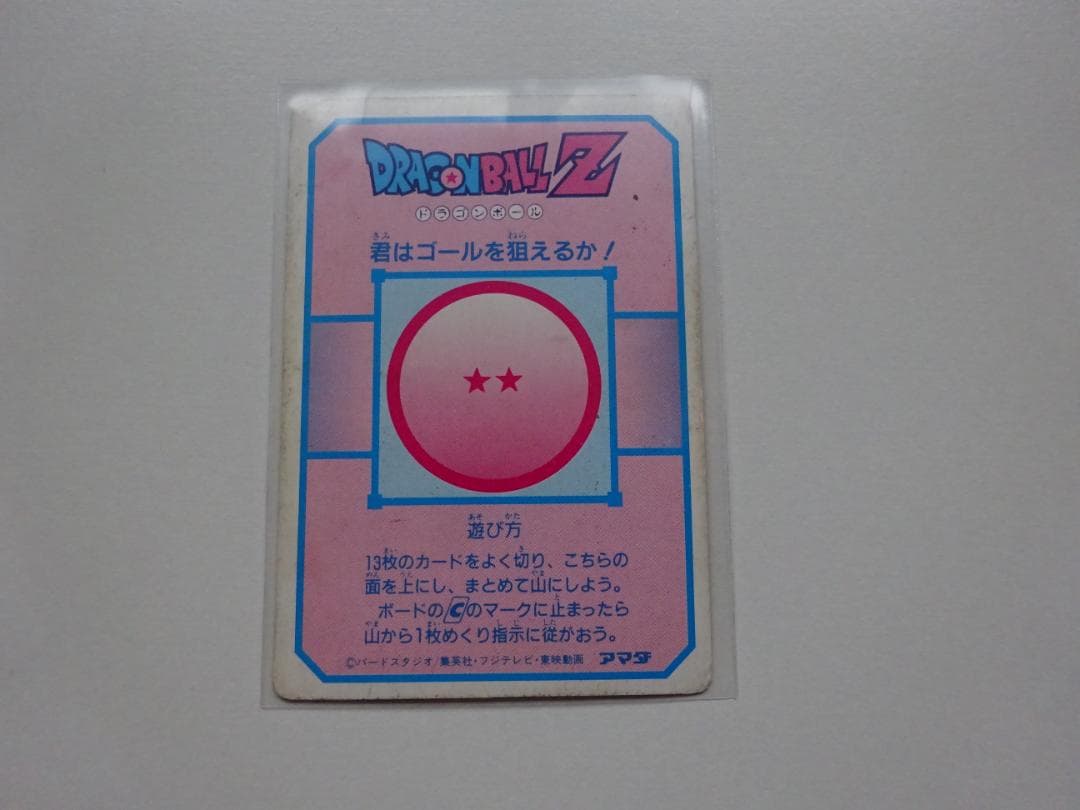 DRAGONBALL Z
ドラゴンボール
君はゴールを狙えるか!
遊び方
13枚のカードをよく切り、こちらの
面を上にし、まとめて山にしよう。
ボードのCのマークに止まったら
山から1枚めくり指示に従がおう。
©バードスタジオ/集英社・フジテレビ・東映動画 アマダ